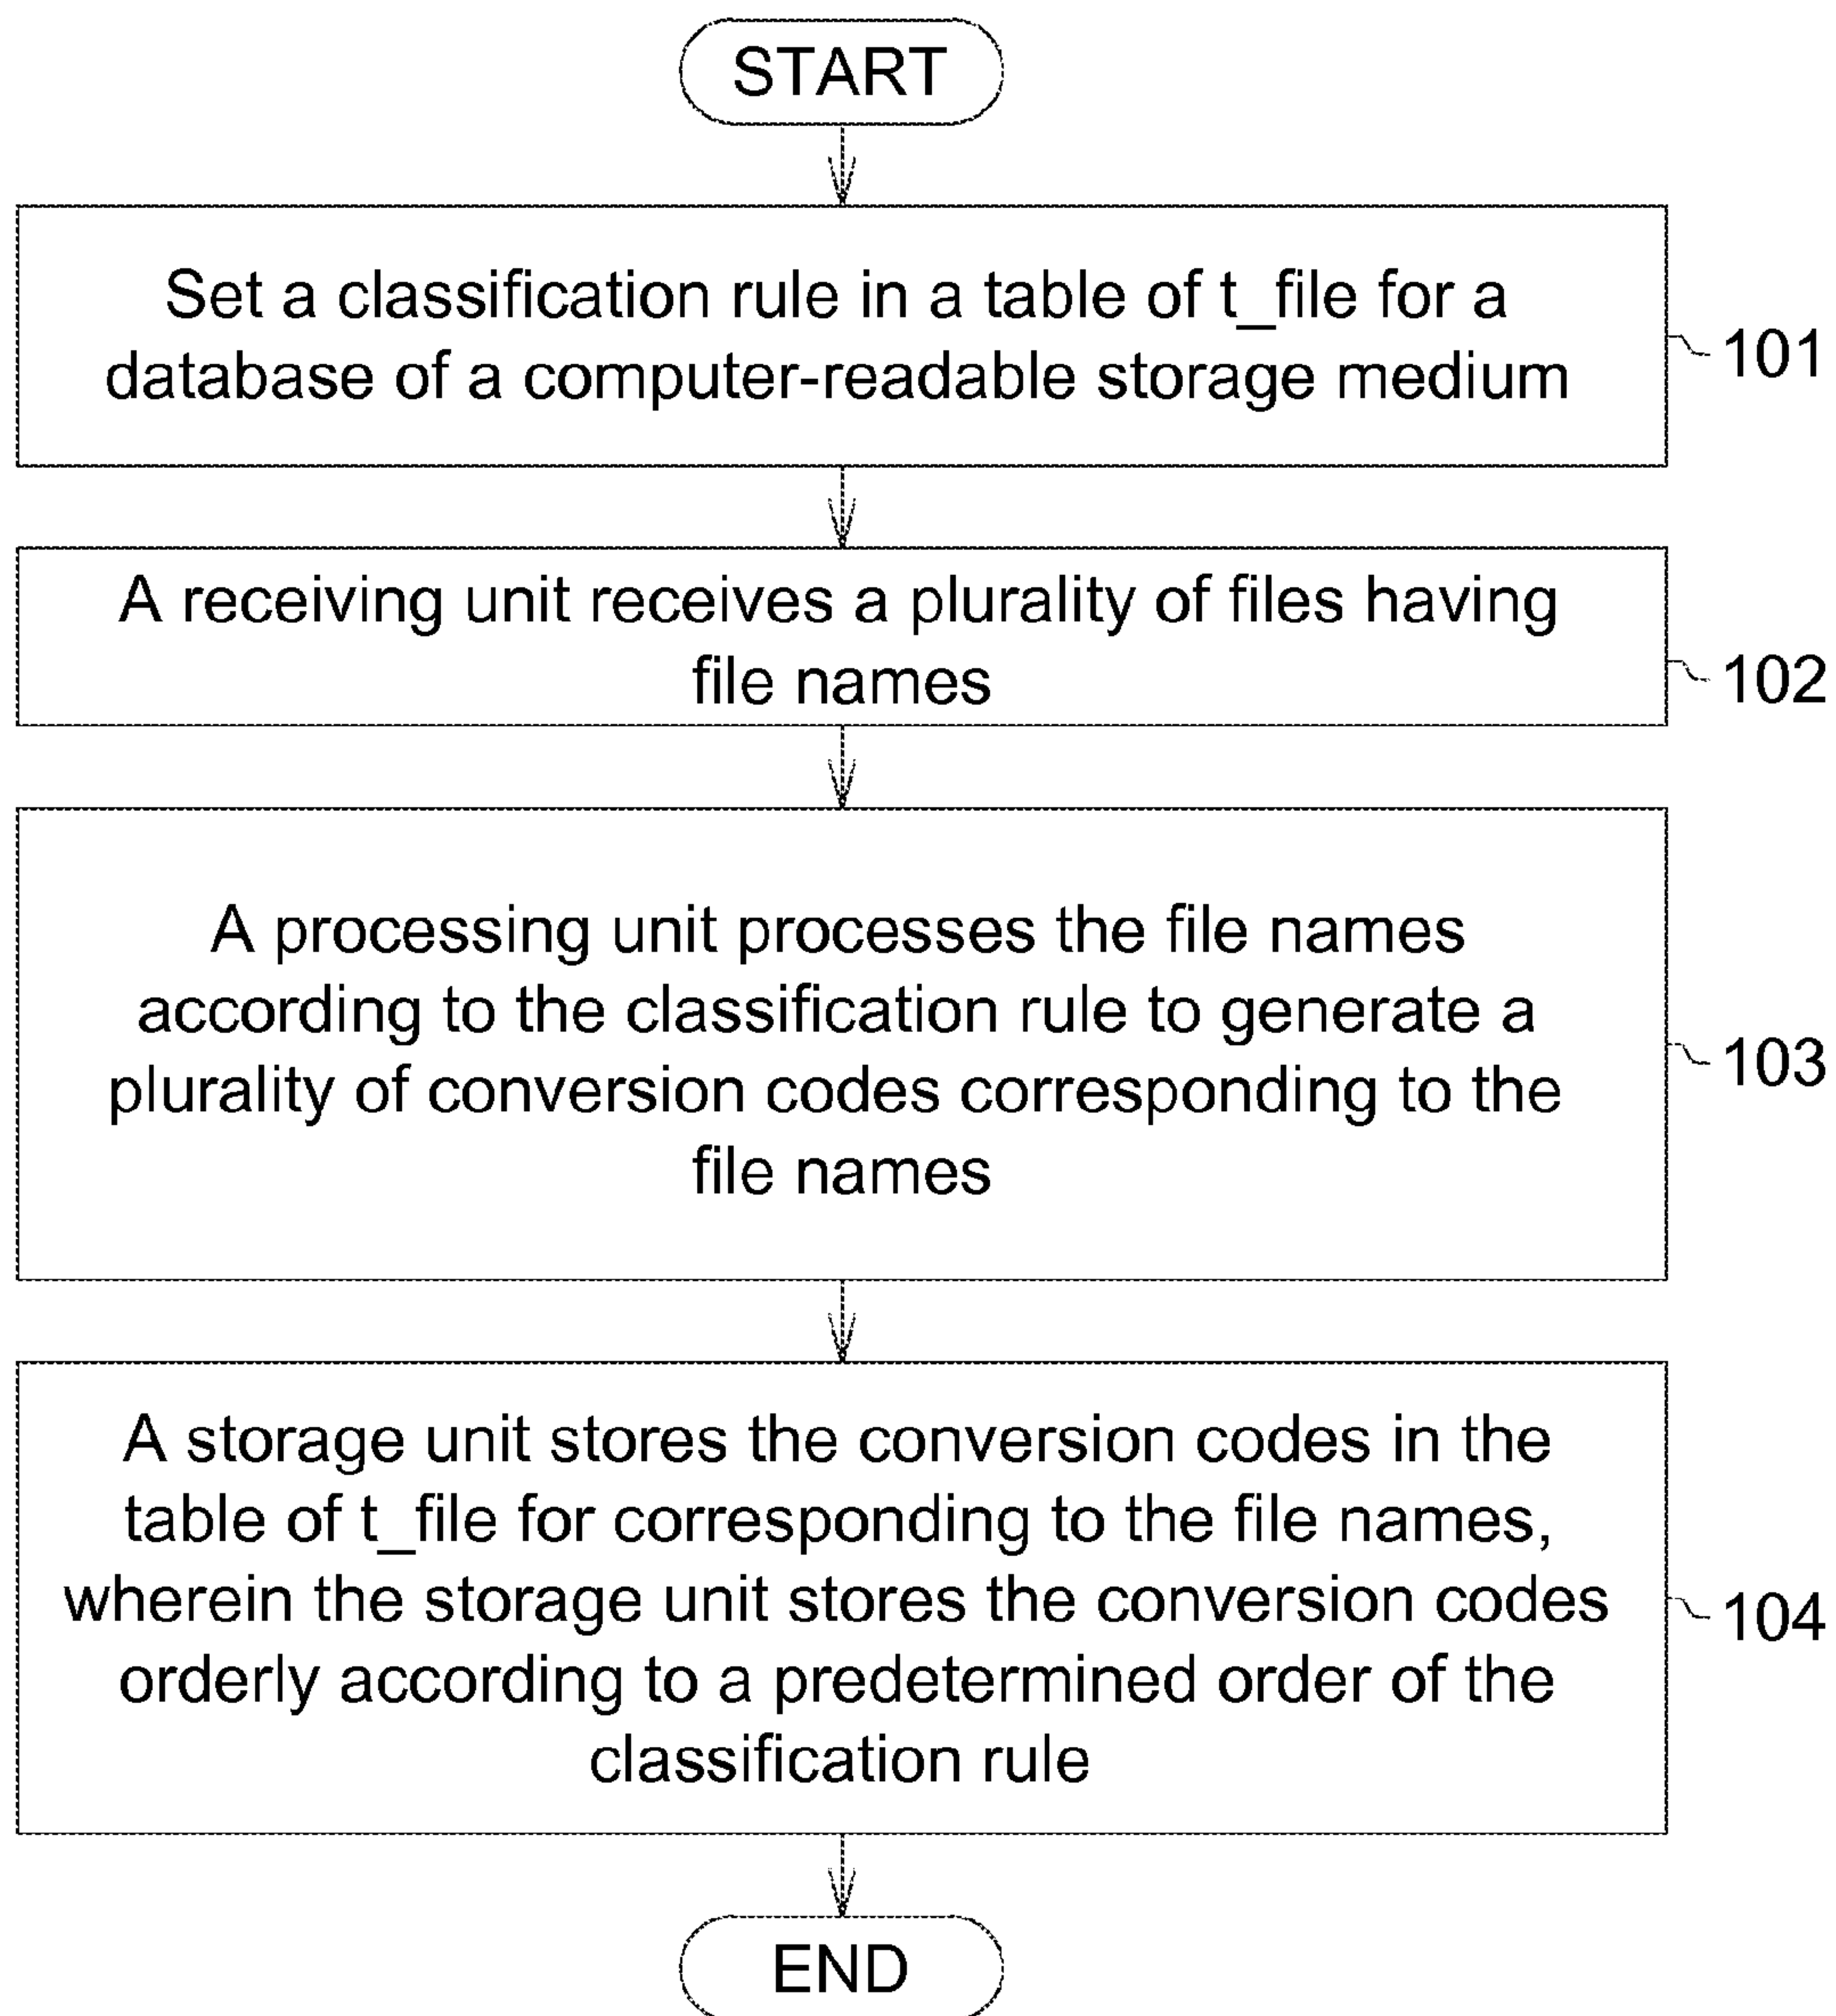 START
Set a classification rule in a table of t_file for a
database of a computer-readable storage medium
101
A receiving unit receives a plurality of files having
file names
102
A processing unit processes the file names
according to the classification rule to generate a
plurality of conversion codes corresponding to the
file names
103
A storage unit stores the conversion codes in the
table of t_file for corresponding to the file names,
wherein the storage unit stores the conversion codes
orderly according to a predetermined order of the
classification rule
104
END